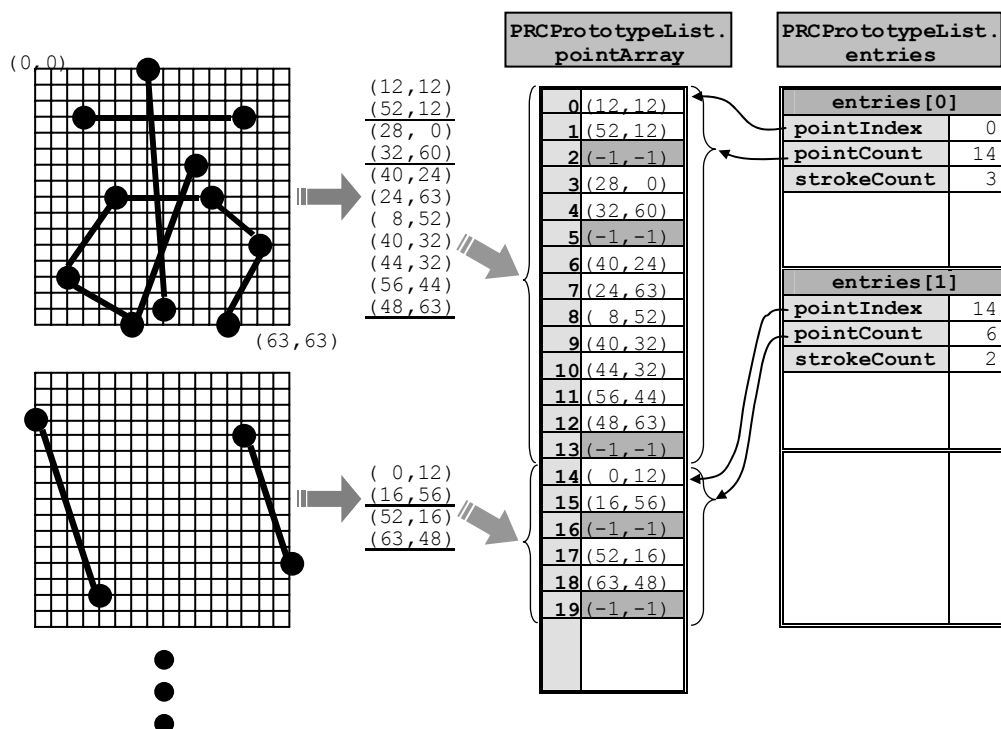 (0,0)
(63,63)
(12,12)
(52,12)
(28, 0)
(32,60)
(40,24)
(24,63)
( 8,52)
(40,32)
(44,32)
(56,44)
(48,63)
( 0,12)
(16,56)
(52,16)
(63,48)
PRCPrototypeList.
pointArray
0 (12,12)
1 (52,12)
2 (-1,-1)
3 (28, 0)
4 (32,60)
5 (-1,-1)
6 (40,24)
7 (24,63)
8 ( 8,52)
9 (40,32)
10 (44,32)
11 (56,44)
12 (48,63)
13 (-1,-1)
14 ( 0,12)
15 (16,56)
16 (-1,-1)
17 (52,16)
18 (63,48)
19 (-1,-1)
PRCPrototypeList.
entries
entries[0]
pointIndex 0
pointCount 14
strokeCount 3
entries[1]
pointIndex 14
pointCount 6
strokeCount 2